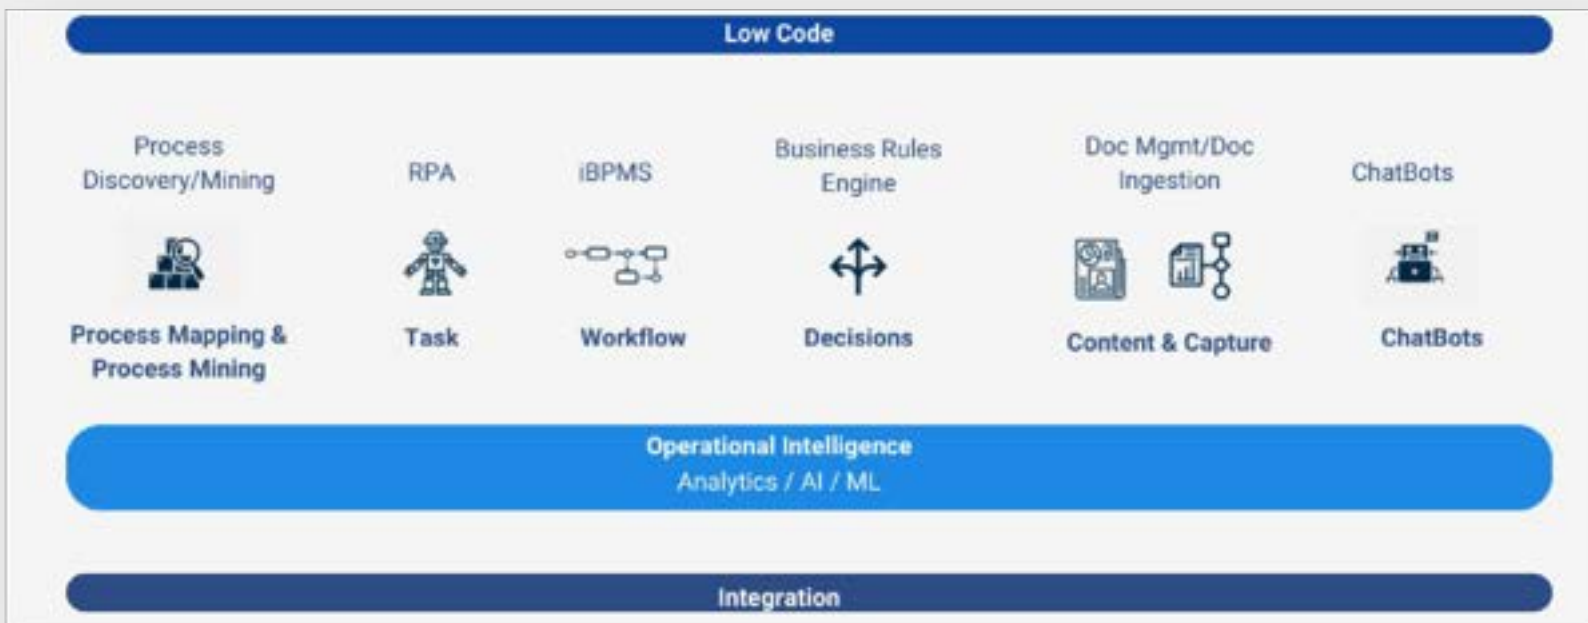 Low Code
Process
Discovery/Mining
RPA
iBPMS
Business Rules
Engine
Doc Mgmt/Doc
Ingestion
ChatBots
Process Mapping &
Process Mining
Task
Workflow
Decisions
Content & Capture
ChatBots
Operational Intelligence
Analytics / AI / ML
Integration